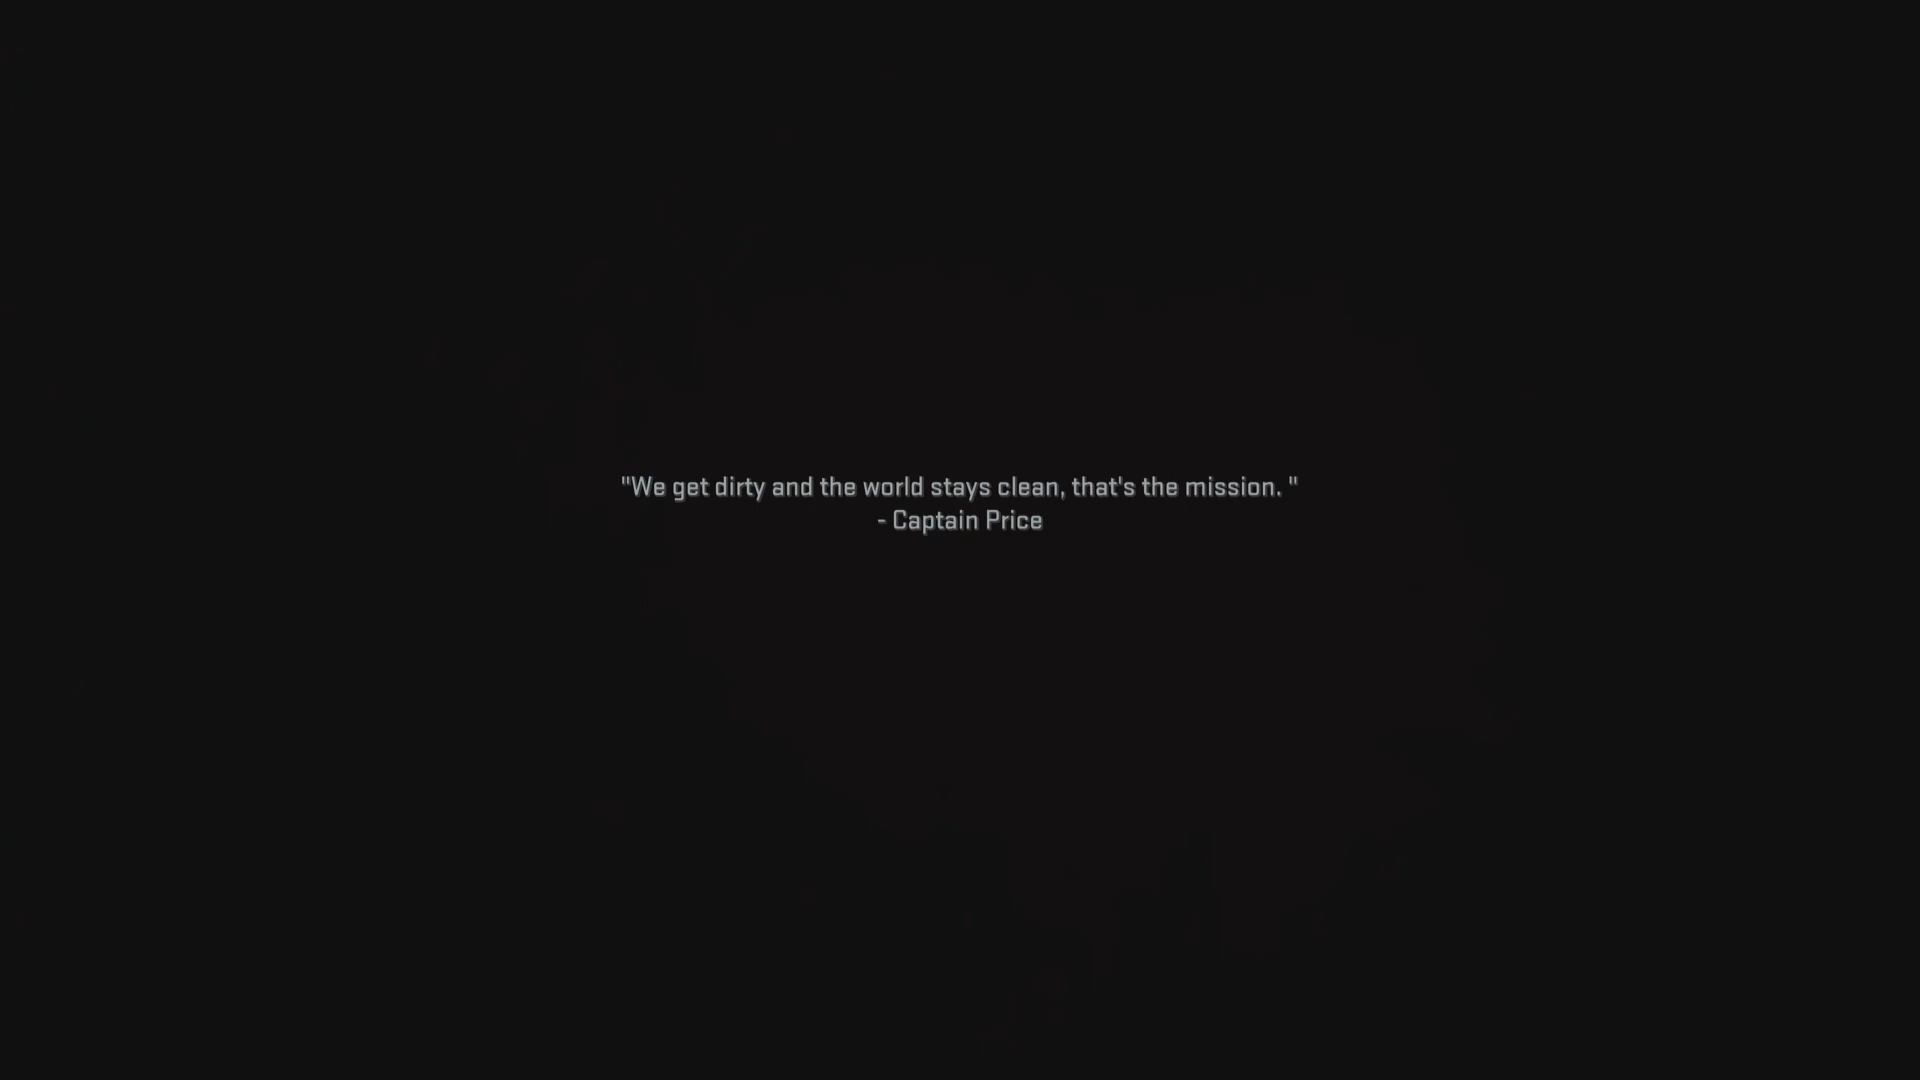 "We get dirty and the world stays clean, that's the mission. "
- Captain Price